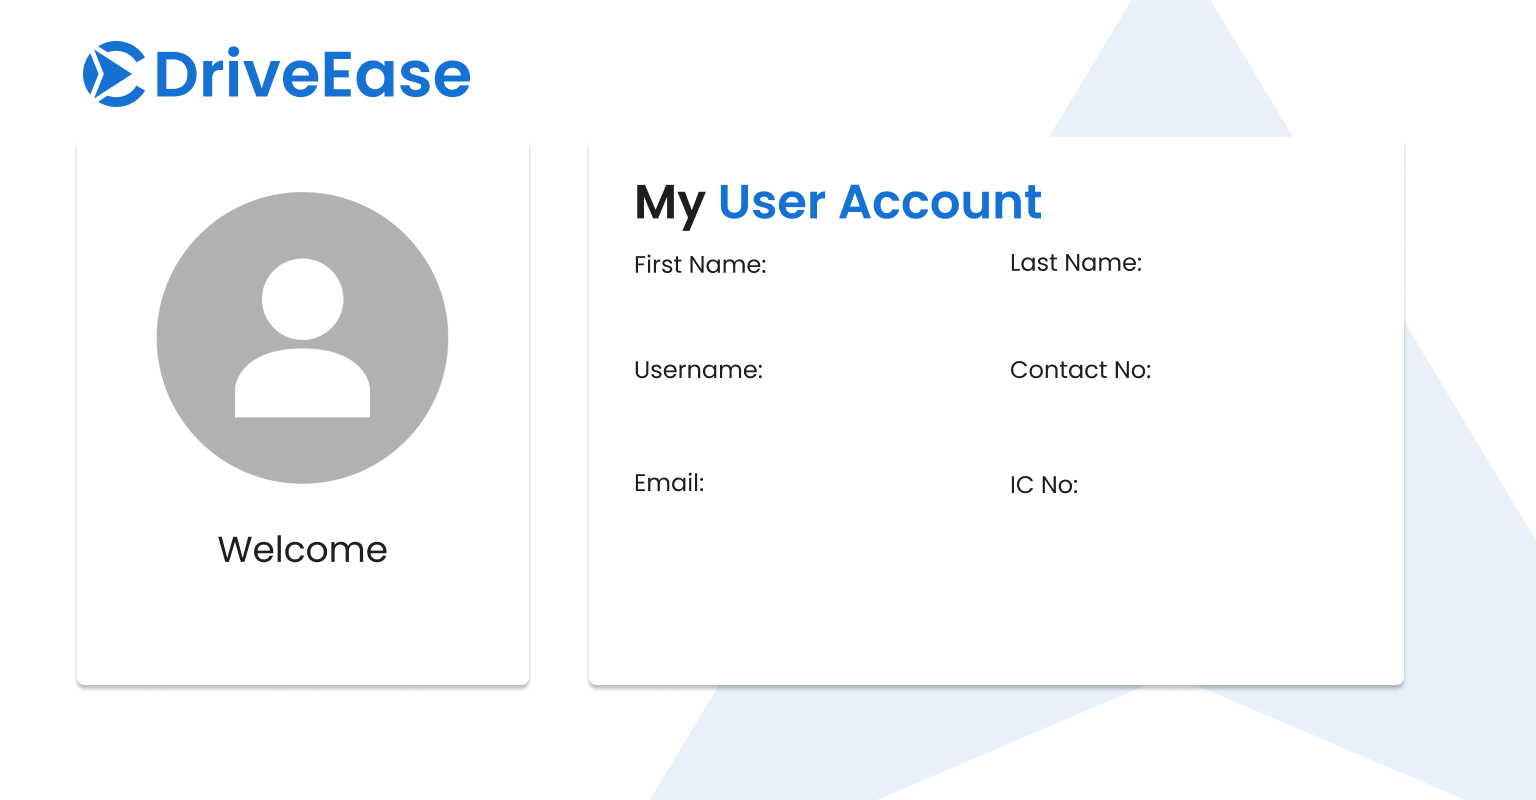 DriveEase
My User Account
First Name:
Last Name:
Username:
Contact No:
Email:
IC No:
Welcome